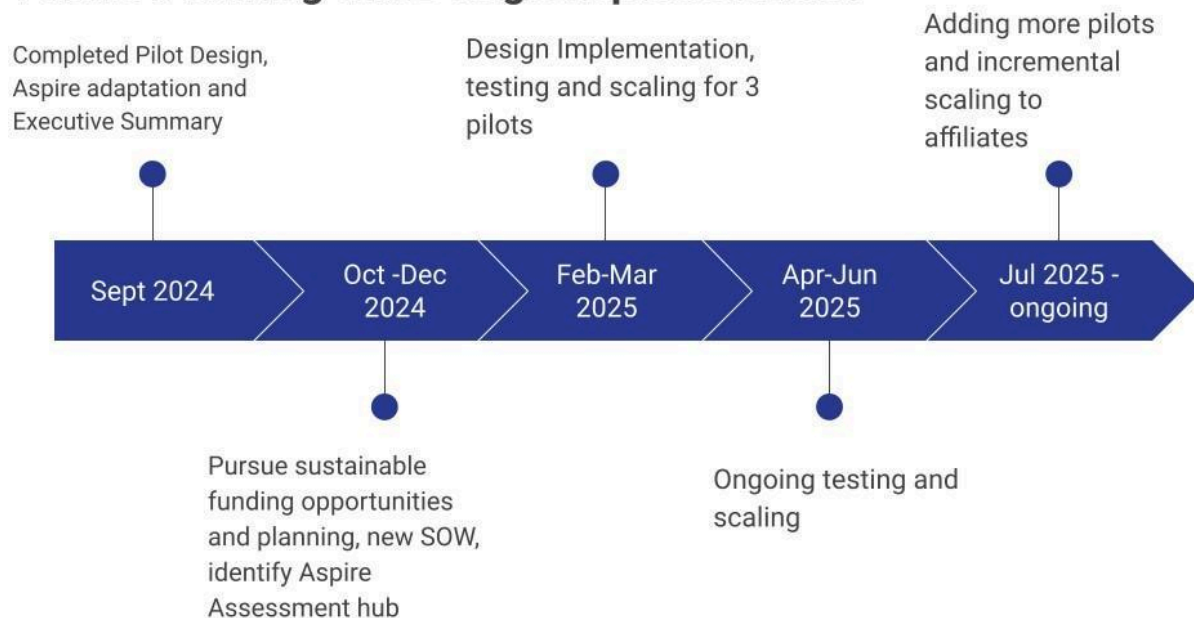 Completed Pilot Design,
Aspire adaptation and
Executive Summary
Design Implementation,
testing and scaling for 3
pilots
Adding more pilots
and incremental
scaling to
affiliates
Sept 2024
Oct -Dec
2024
Feb-Mar
2025
Apr-Jun
2025
Jul 2025 -
ongoing
Pursue sustainable
funding opportunities
and planning, new SOW,
identify Aspire
Assessment hub
Ongoing testing and
scaling